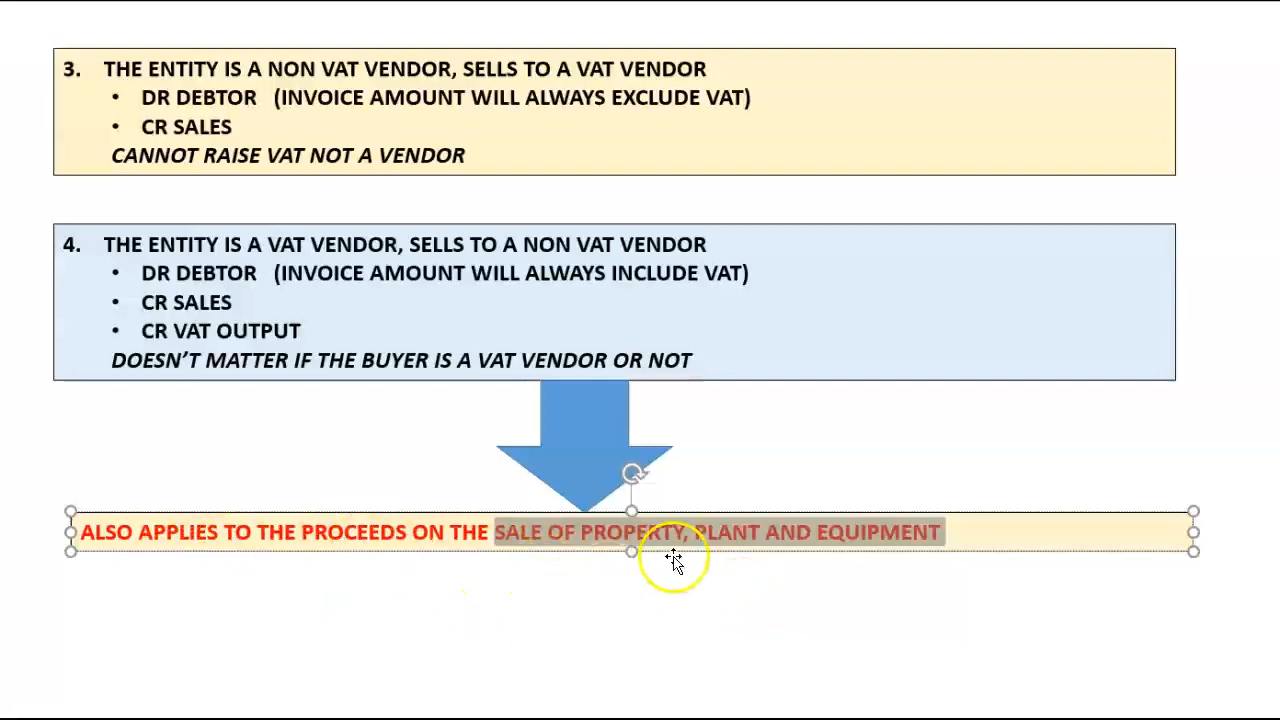 3. THE ENTITY IS A NON VAT VENDOR, SELLS TO A VAT VENDOR
• DR DEBTOR (INVOICE AMOUNT WILL ALWAYS EXCLUDE VAT)
• CR SALES
CANNOT RAISE VAT NOT A VENDOR
4. THE ENTITY IS A VAT VENDOR, SELLS TO A NON VAT VENDOR
• DR DEBTOR (INVOICE AMOUNT WILL ALWAYS INCLUDE VAT)
• CR SALES
• CR VAT OUTPUT
DOESN'T MATTER IF THE BUYER IS A VAT VENDOR OR NOT
ALSO APPLIES TO THE PROCEEDS ON THE SALE OF PROPERTY, PLANT AND EQUIPMENT